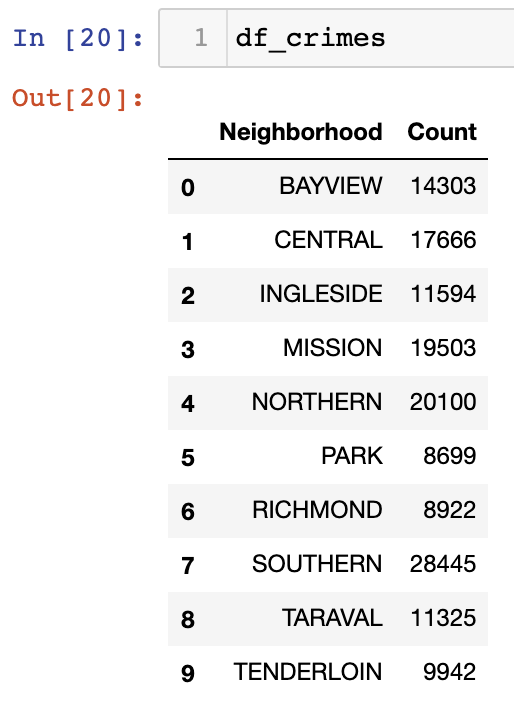 In [20]: 1 df_crimes
Out[20]:
Neighborhood Count
0 BAYVIEW 14303
1 CENTRAL 17666
2 INGLESIDE 11594
3 MISSION 19503
4 NORTHERN 20100
5 PARK 8699
6 RICHMOND 8922
7 SOUTHERN 28445
8 TARAVAL 11325
9 TENDERLOIN 9942